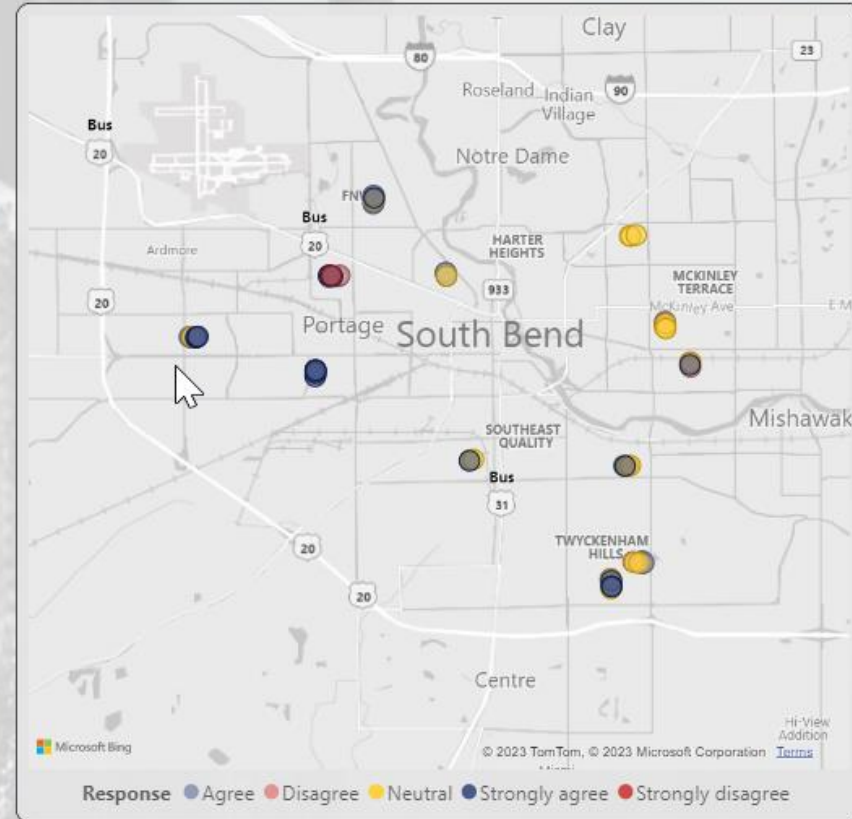 Clay
23
80
Roseland
Indian
Village
90
Bus
20
Notre Dame
Bus
20
HARTER
HEIGHTS
Ardmore
MCKINLEY
TERRACE
McKinley Ave
20
933
Portage
South Bend
Mishawak
SOUTHEAST
QUALITY
Bus
31
TWYCKENHAM
HILLS
20
20
Centre
Hi-View
Addition
Microsoft Bing
© 2023 TomTom, © 2023 Microsoft Corporation Terms
Response Agree Disagree Neutral Strongly agree Strongly disagree